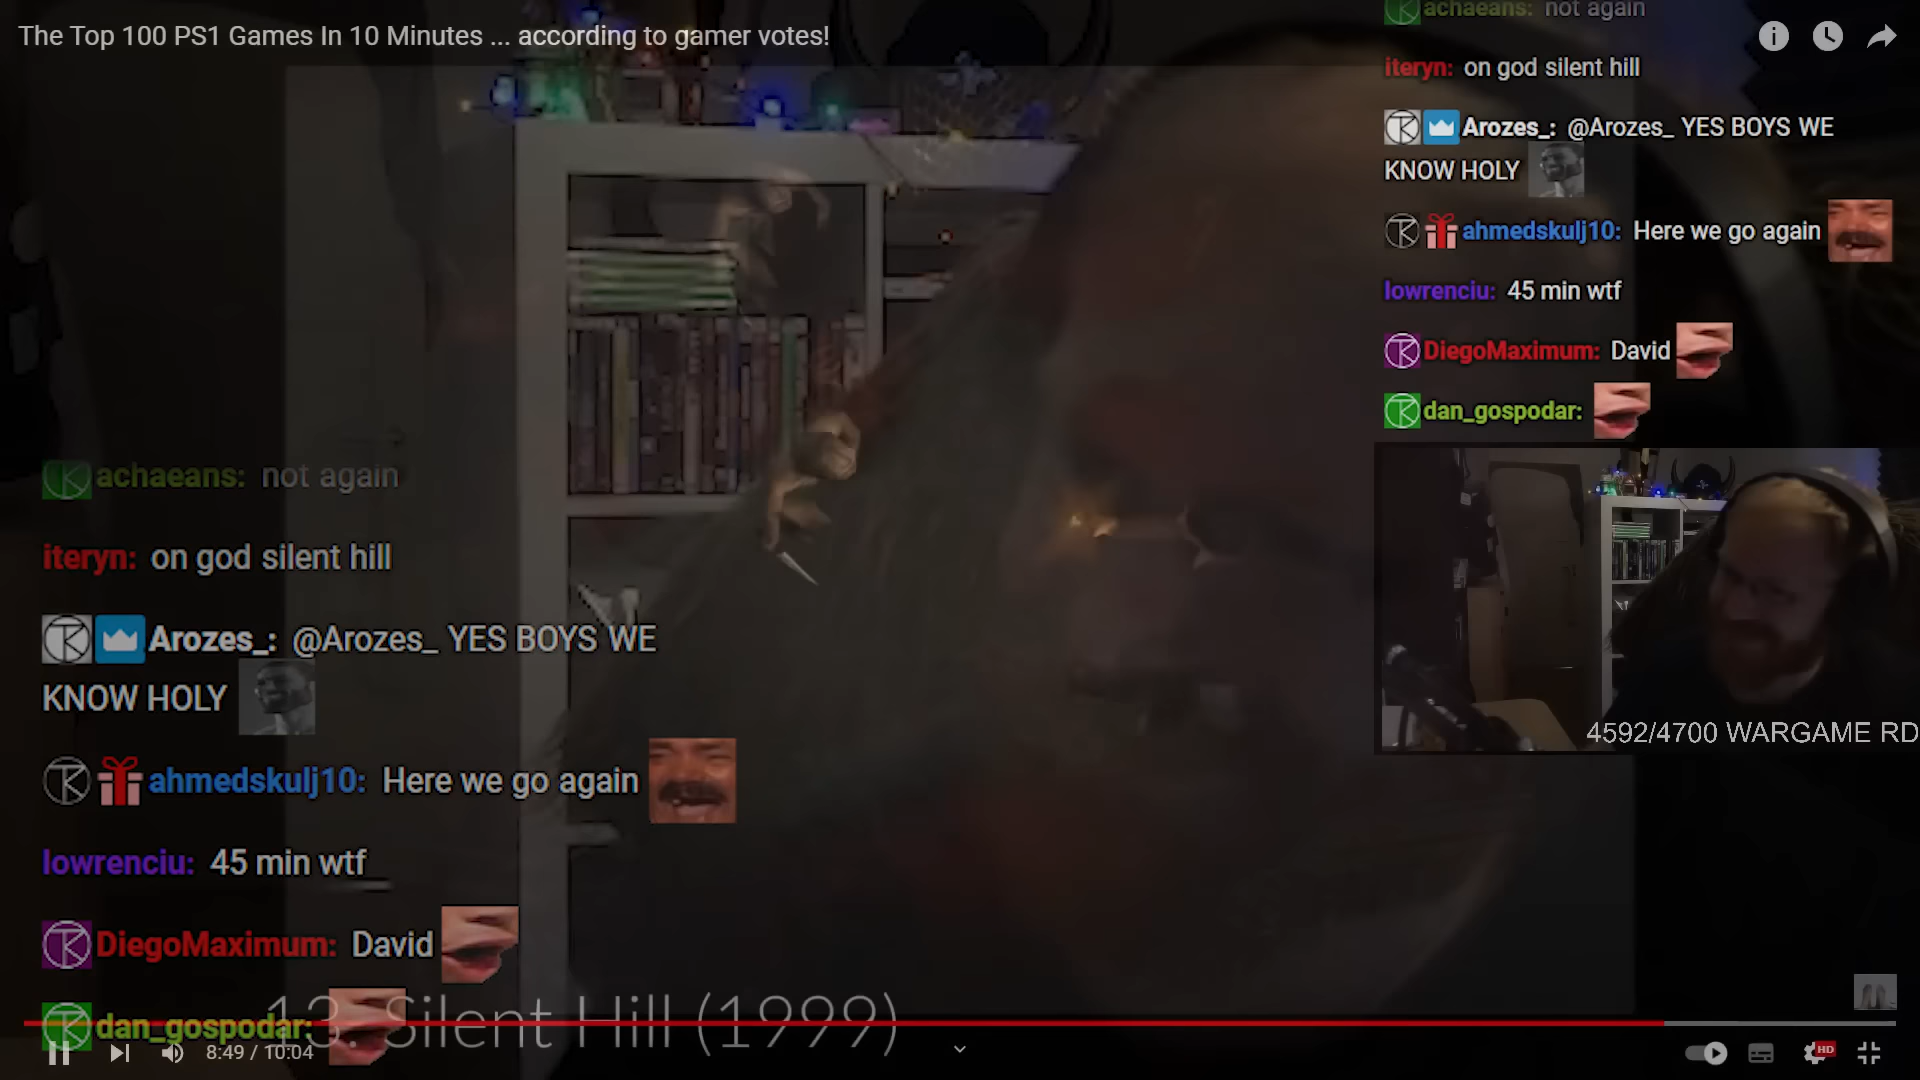 The Top 100 PS1 Games In 10 Minutes ... according to gamer votes!
achaeans: not again
iteryn: on god silent hill
Arozes_: @Arozes_ YES BOYS WE
KNOW HOLY
ahmedskulj10: Here we go again
lowrenciu: 45 min wtf
DiegoMaximum: David
dan_gospodar:
4592/4700 WARGAME RD
achaeans: not again
iteryn: on god silent hill
Arozes_: @Arozes_ YES BOYS WE
KNOW HOLY
ahmedskulj10: Here we go again
lowrenciu: 45 min wtf
DiegoMaximum: David
dan_gospodar:
13. Silent Hill (1999)
8:49 / 10:04
HD